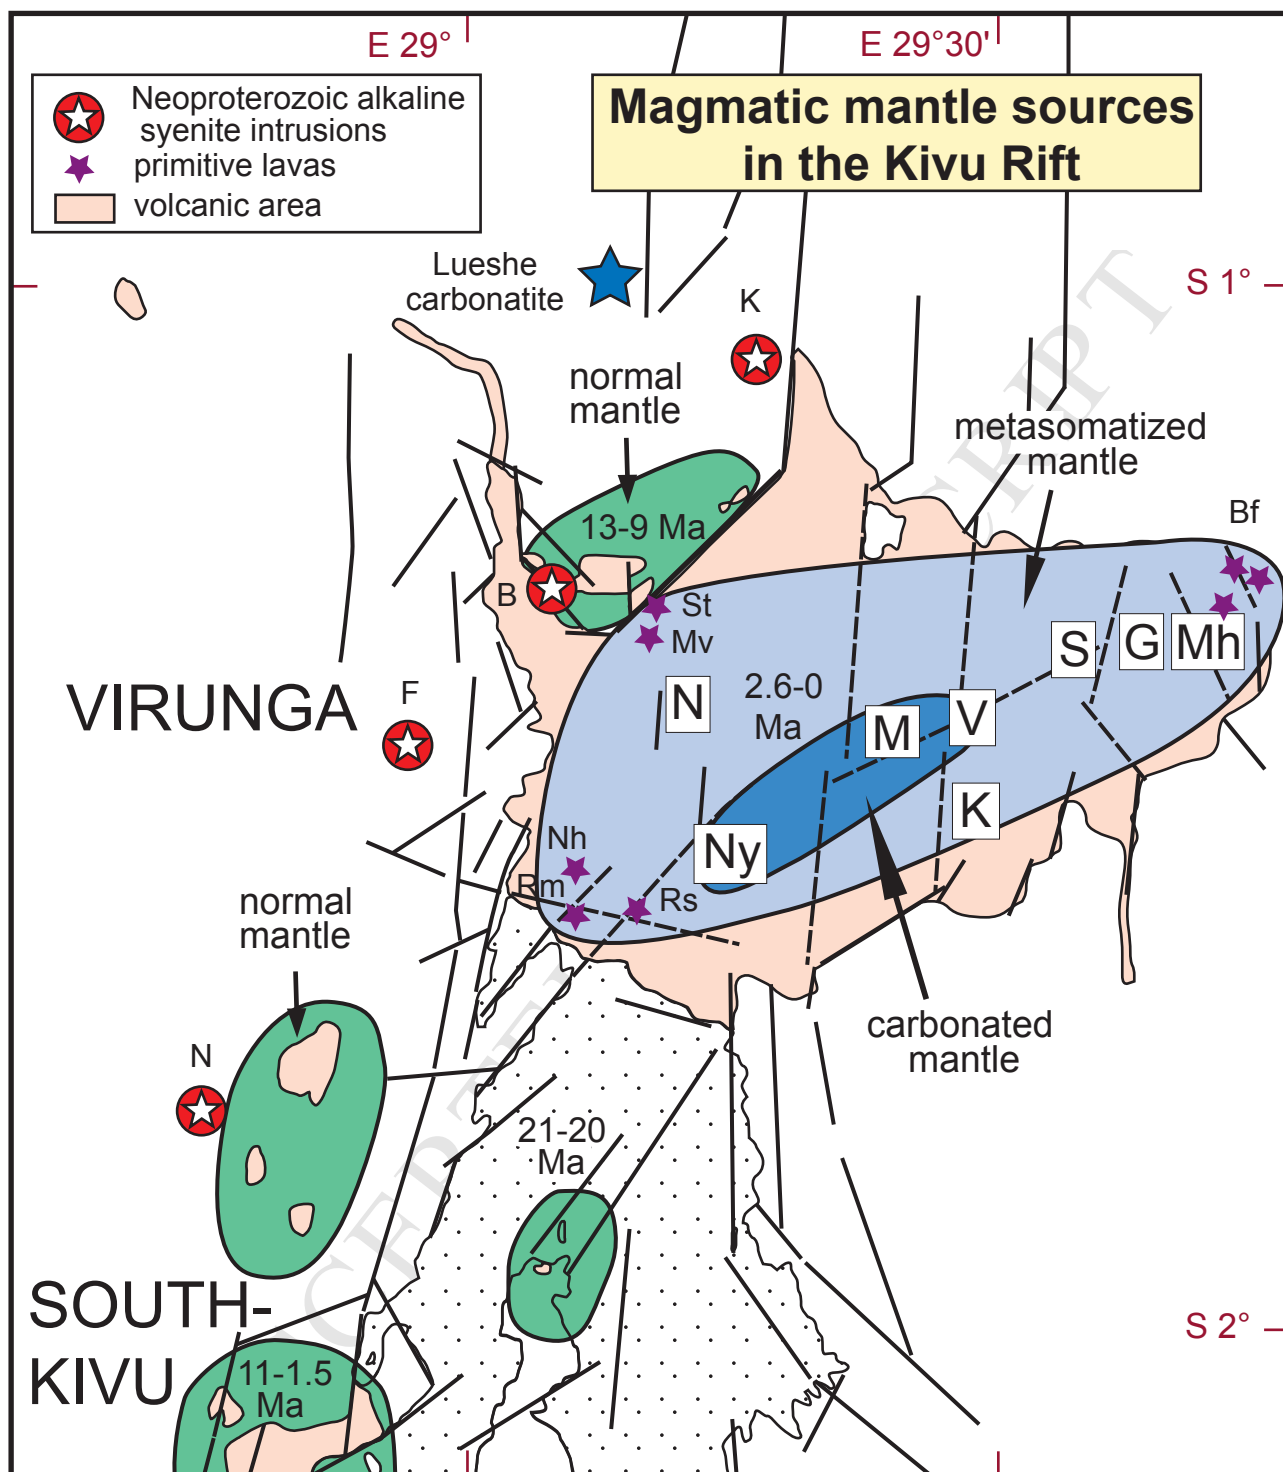 E 29°
E 29°30'
Neoproterozoic alkaline
syenite intrusions
primitive lavas
volcanic area
Magmatic mantle sources
in the Kivu Rift
Lueshe
carbonatite
S 1°
K
normal
mantle
metasomatized
mantle
Bf
13-9 Ma
B
St
Mv
S
G
Mh
N
2.6-0
Ma
M
V
VIRUNGA
F
K
Ny
Nh
Rm
Rs
normal
mantle
carbonated
mantle
N
21-20
Ma
SOUTH-
KIVU
S 2°
11-1.5
Ma
CEPTE
CRIPT